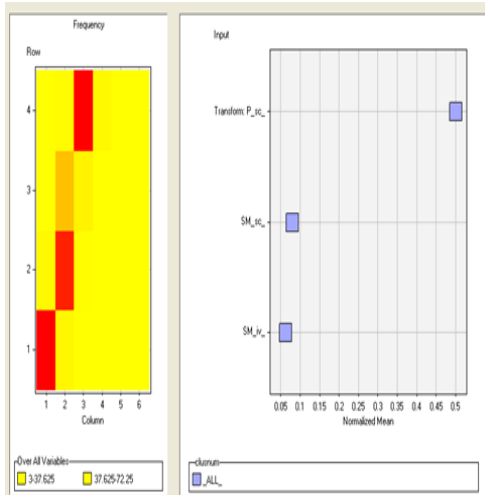 Frequency
Row
4
3
2
1
1 2 3 4 5 6
Column
Over All Variables
3-37.625 37.625-72.25
Input
Transform: P_sc_
SM_sc_
SM_iv_
0.05 0.1 0.15 0.2 0.25 0.3 0.35 0.4 0.45 0.5
Normalized Mean
clusnum
_ALL_